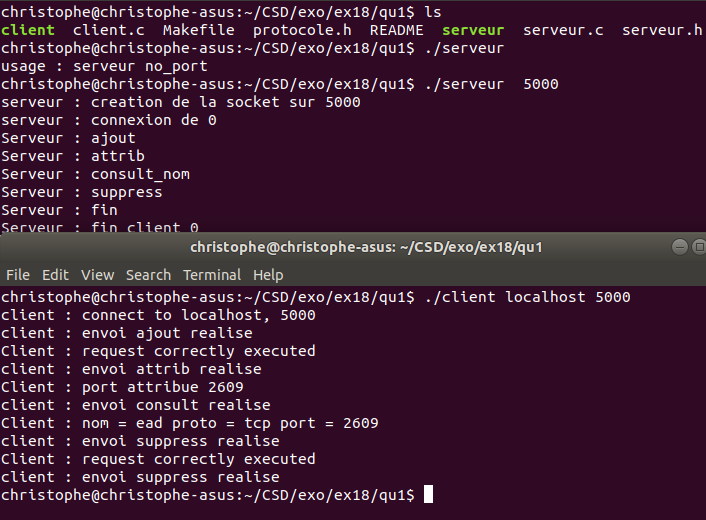 christophe@christophe-asus:~/CSD/exo/ex18/qu1$ ls
client  client.c  Makefile  protocole.h  README  serveur  serveur.c  serveur.h
christophe@christophe-asus:~/CSD/exo/ex18/qu1$ ./serveur
usage : serveur no_port
christophe@christophe-asus:~/CSD/exo/ex18/qu1$ ./serveur  5000
serveur : creation de la socket sur 5000
serveur : connexion de 0
Serveur : ajout
Serveur : attrib
Serveur : consult_nom
Serveur : suppress
Serveur : fin
Serveur : fin client 0
christophe@christophe-asus: ~/CSD/exo/ex18/qu1
File  Edit  View  Search  Terminal  Help
christophe@christophe-asus:~/CSD/exo/ex18/qu1$ ./client localhost 5000
client : connect to localhost, 5000
client : envoi ajout realise
Client : request correctly executed
client : envoi attrib realise
Client : port attribue 2609
client : envoi consult realise
Client : nom = ead proto = tcp port = 2609
client : envoi suppress realise
Client : request correctly executed
client : envoi suppress realise
christophe@christophe-asus:~/CSD/exo/ex18/qu1$